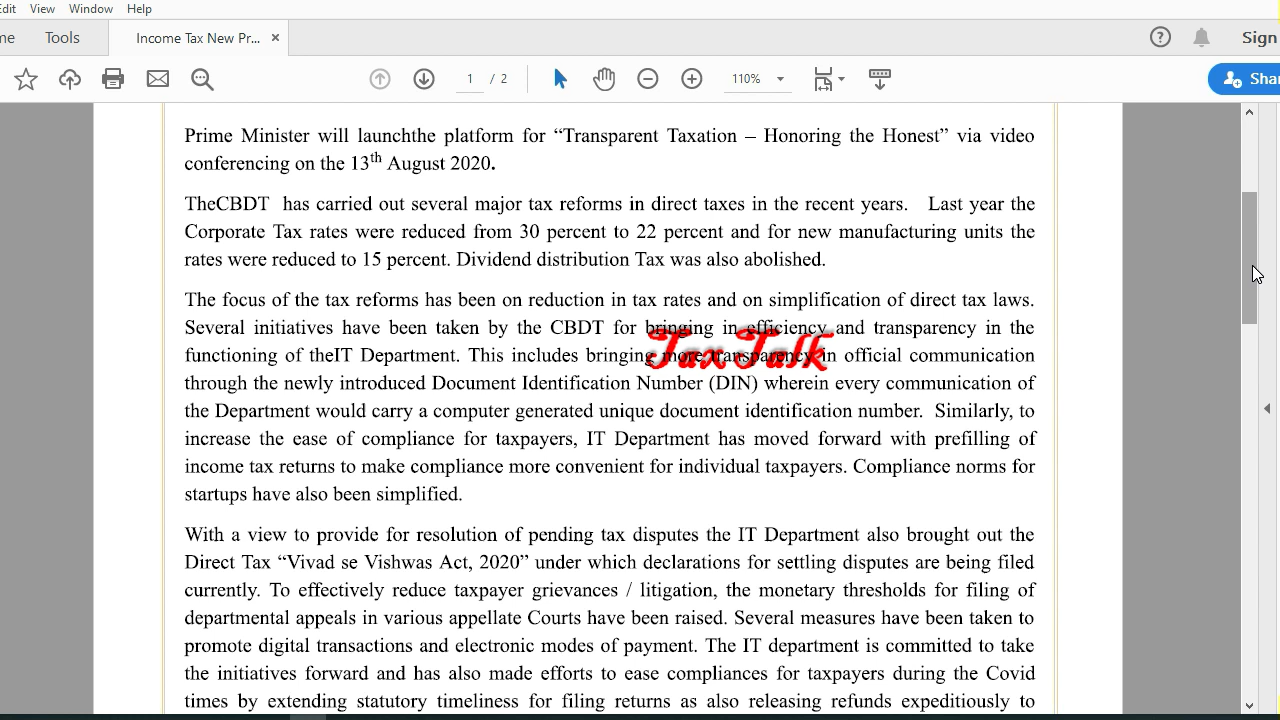 Edit View Window Help
me Tools Income Tax New Pr... × Sign
1 / 2 110% Shar
Prime Minister will launchthe platform for “Transparent Taxation – Honoring the Honest” via video
conferencing on the 13th August 2020.
TheCBDT has carried out several major tax reforms in direct taxes in the recent years. Last year the
Corporate Tax rates were reduced from 30 percent to 22 percent and for new manufacturing units the
rates were reduced to 15 percent. Dividend distribution Tax was also abolished.
The focus of the tax reforms has been on reduction in tax rates and on simplification of direct tax laws.
Several initiatives have been taken by the CBDT for bringing in efficiency and transparency in the
functioning of theIT Department. This includes bringing more transparency in official communication
Tax Talk
through the newly introduced Document Identification Number (DIN) wherein every communication of
the Department would carry a computer generated unique document identification number. Similarly, to
increase the ease of compliance for taxpayers, IT Department has moved forward with prefilling of
income tax returns to make compliance more convenient for individual taxpayers. Compliance norms for
startups have also been simplified.
With a view to provide for resolution of pending tax disputes the IT Department also brought out the
Direct Tax “Vivad se Vishwas Act, 2020” under which declarations for settling disputes are being filed
currently. To effectively reduce taxpayer grievances / litigation, the monetary thresholds for filing of
departmental appeals in various appellate Courts have been raised. Several measures have been taken to
promote digital transactions and electronic modes of payment. The IT department is committed to take
the initiatives forward and has also made efforts to ease compliances for taxpayers during the Covid
times by extending statutory timeliness for filing returns as also releasing refunds expeditiously to